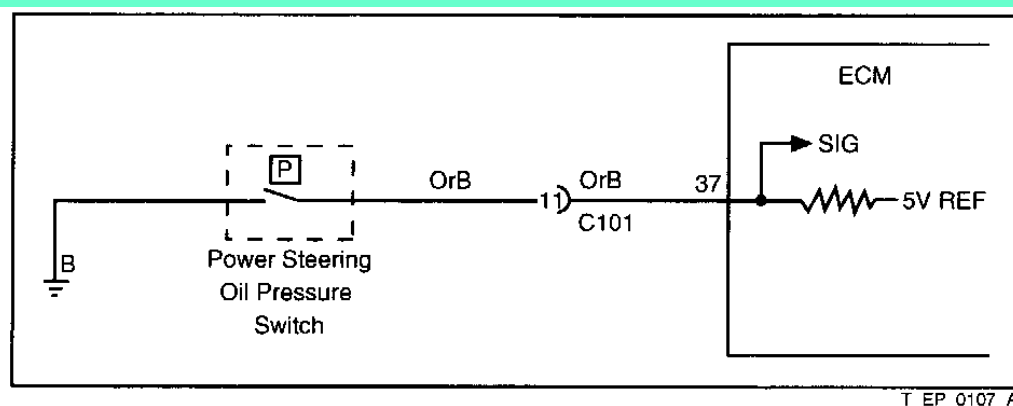 ECM
SIG
P
OrB
11
OrB
37
5V REF
C101
B
Power Steering
Oil Pressure
Switch
T EP 0107 A